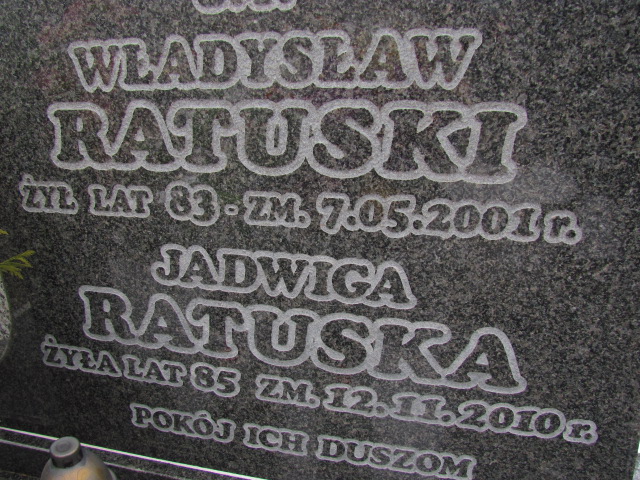 WŁADYSŁAW
RATUSKI
ŻYŁ LAT 83 - ZM. 7.05.2001 r.
JADWIGA
RATUSKA
ŻYŁA LAT 85 ZM. 12.11.2010 r.
POKÓJ ICH DUSZOM